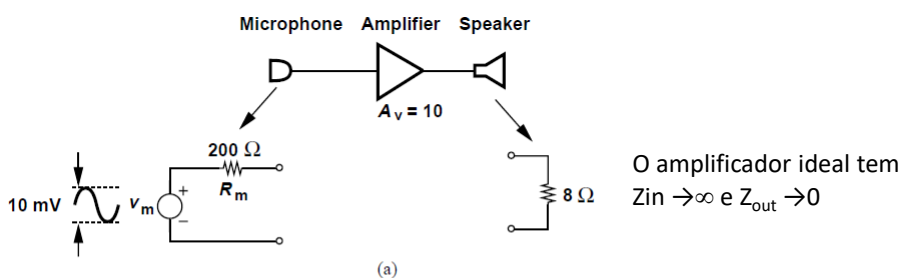 Microphone Amplifier Speaker
A_v = 10
200 Ω
R_m
10 mV
v_m
+
−
8 Ω
O amplificador ideal tem
Zin →∞ e Z_out →0
(a)